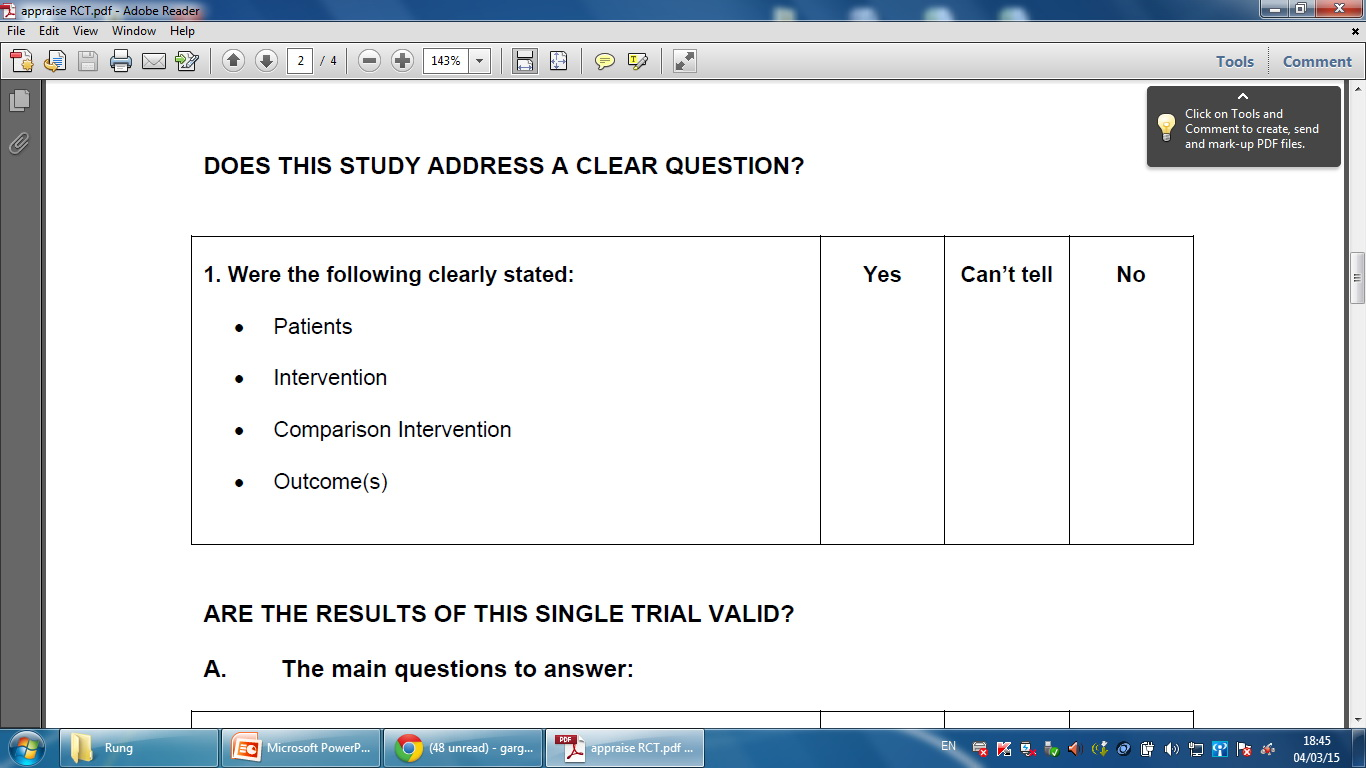 appraise RCT.pdf - Adobe Reader
File Edit View Window Help
2 / 4 143% Tools Comment
Click on Tools and
Comment to create, send
and mark-up PDF files.
DOES THIS STUDY ADDRESS A CLEAR QUESTION?
1. Were the following clearly stated: Yes Can't tell No
• Patients
• Intervention
• Comparison Intervention
• Outcome(s)
ARE THE RESULTS OF THIS SINGLE TRIAL VALID?
A. The main questions to answer:
Rung Microsoft PowerP... (48 unread) - garg... PDF appraise RCT.pdf ... EN 18:45
04/03/15